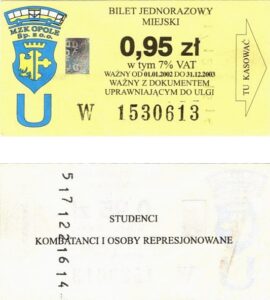 BILET JEDNORAZOWY
MIEJSKI
MZK OPOLE
Sp. z o.o.
0,95 zł
w tym 7% VAT
WAŻNY OD 01.01.2002 DO 31.12.2003
WAŻNY Z DOKUMENTEM
UPRAWNIAJĄCYM DO ULGI
TU KASOWAĆ
U
W 1530613
STUDENCI
KOMBATANCI I OSOBY REPRESJONOWANE